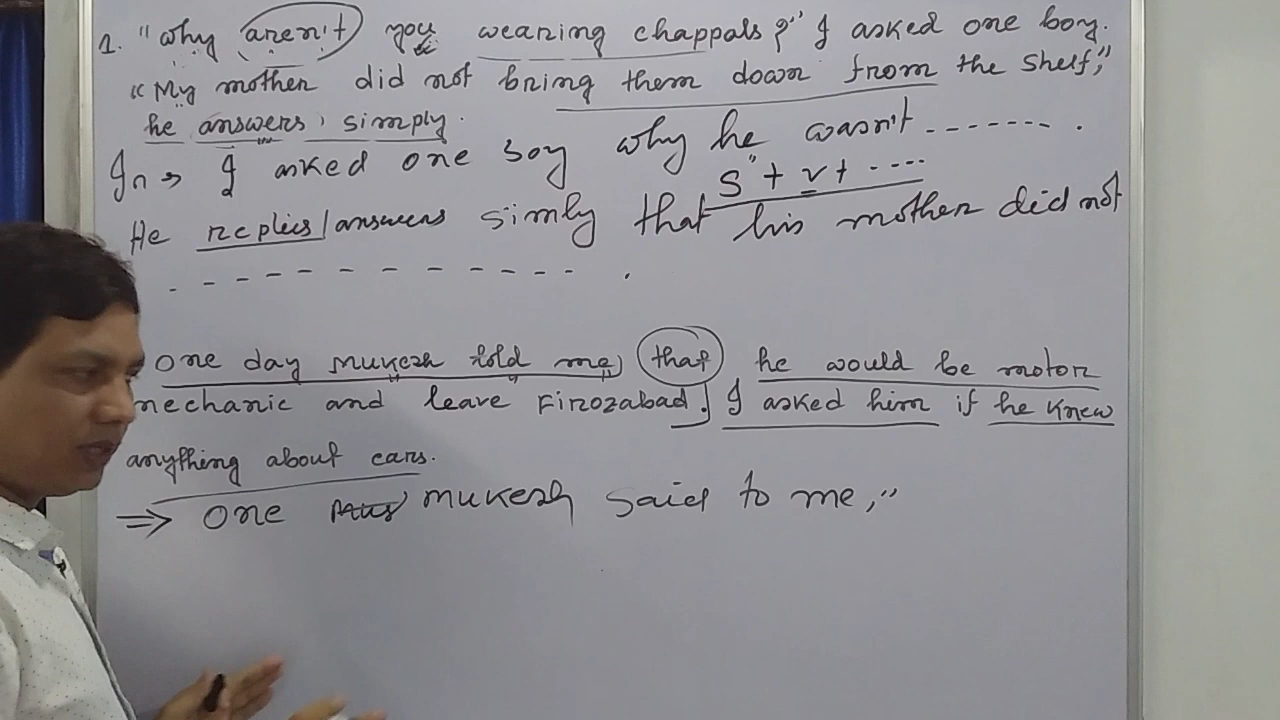 1. "Why aren't you wearing chappals?" I asked one boy.
"My mother did not bring them down from the shelf,"
he answers, simply.
In → I asked one boy why he wasn't ------- .
S + V + ....
He replies/answers simly that his mother did not
------------- .
One day Mukesh told me that he would be motor
mechanic and leave Firozabad. I asked him if he knew
anything about cars.
⇒ One Mukesh said to me, "